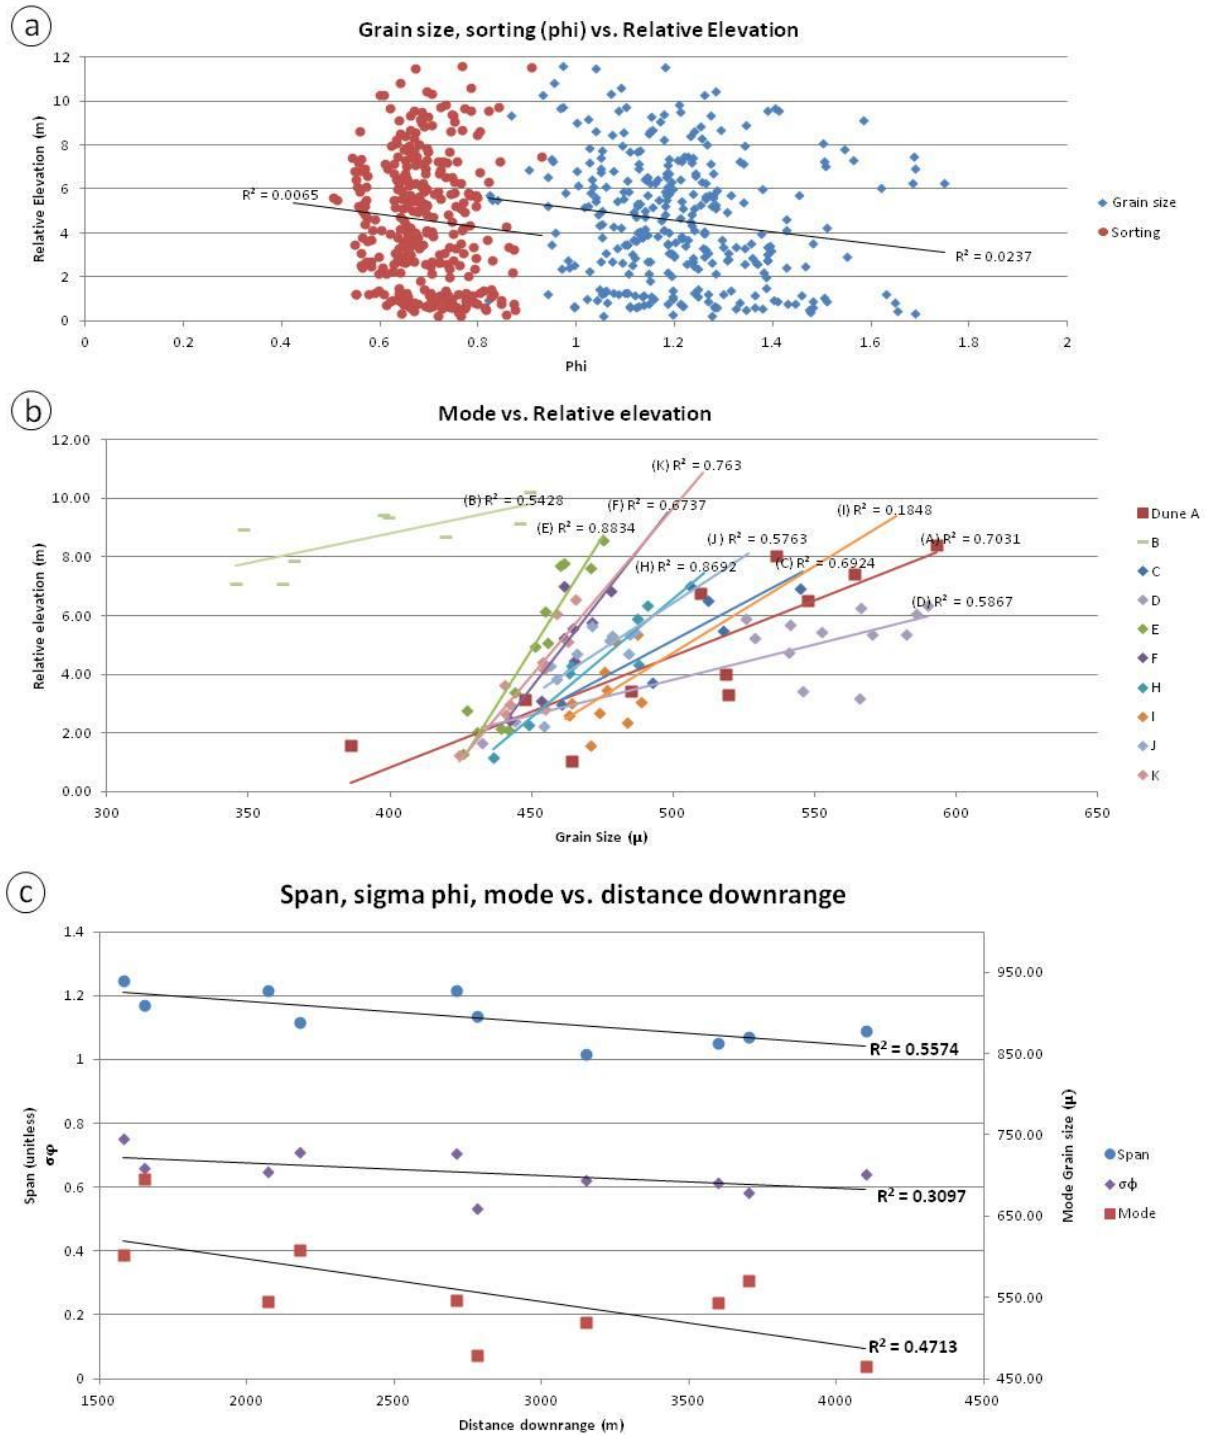 a
Grain size, sorting (phi) vs. Relative Elevation
12
10
8
6
4
2
0
Relative Elevation (m)
R² = 0.0065
R² = 0.0237
Grain size
Sorting
0 0.2 0.4 0.6 0.8 1 1.2 1.4 1.6 1.8 2
Phi
b
Mode vs. Relative elevation
12.00
10.00
8.00
6.00
4.00
2.00
0.00
Relative elevation (m)
(K) R² = 0.763
(B) R² = 0.5428
(F) R² = 0.6737
(I) R² = 0.1848
(E) R² = 0.8834
(J) R² = 0.5763
(A) R² = 0.7031
(H) R² = 0.8692
(C) R² = 0.6924
(D) R² = 0.5867
Dune A
B
C
D
E
F
H
I
J
K
300 350 400 450 500 550 600 650
Grain Size (μ)
c
Span, sigma phi, mode vs. distance downrange
1.4
1.2
1
0.8
0.6
0.4
0.2
0
Span (unitless)
σφ
R² = 0.5574
R² = 0.3097
R² = 0.4713
950.00
850.00
750.00
650.00
550.00
450.00
Mode Grain size (μ)
Span
σϕ
Mode
1500 2000 2500 3000 3500 4000 4500
Distance downrange (m)